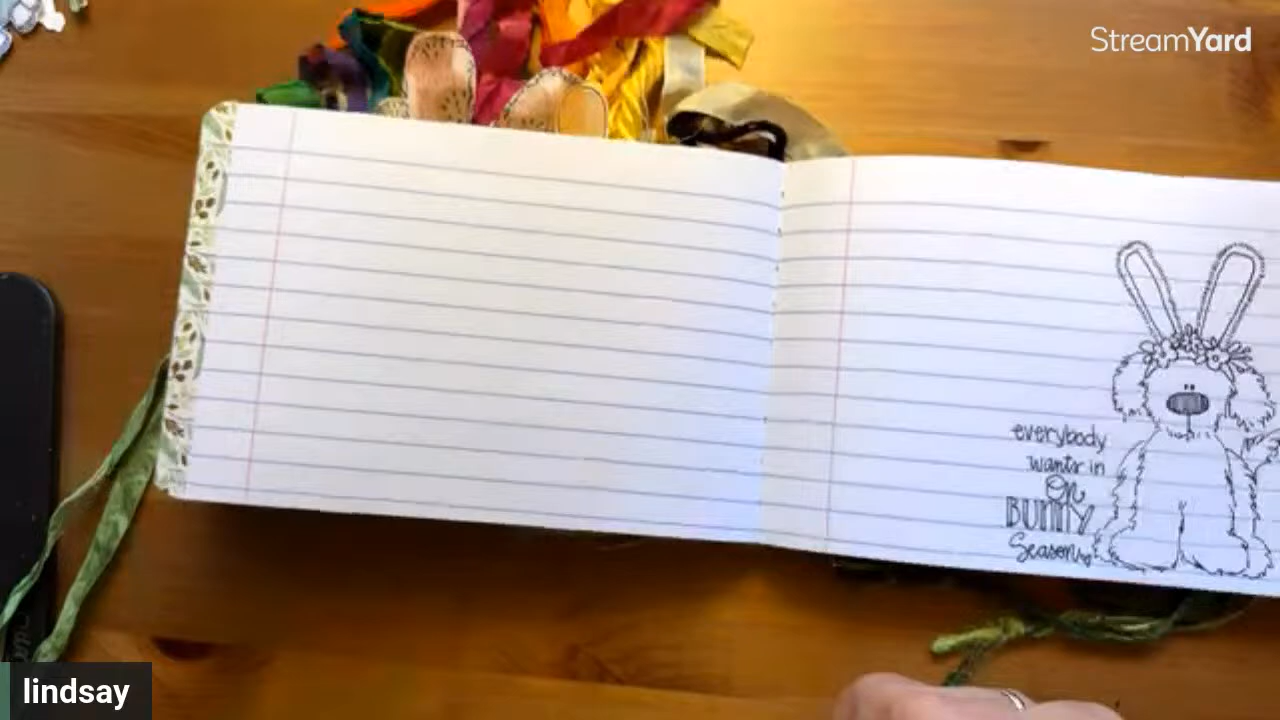 StreamYard
everybody
wants in
On
BUNNY
Season
lindsay